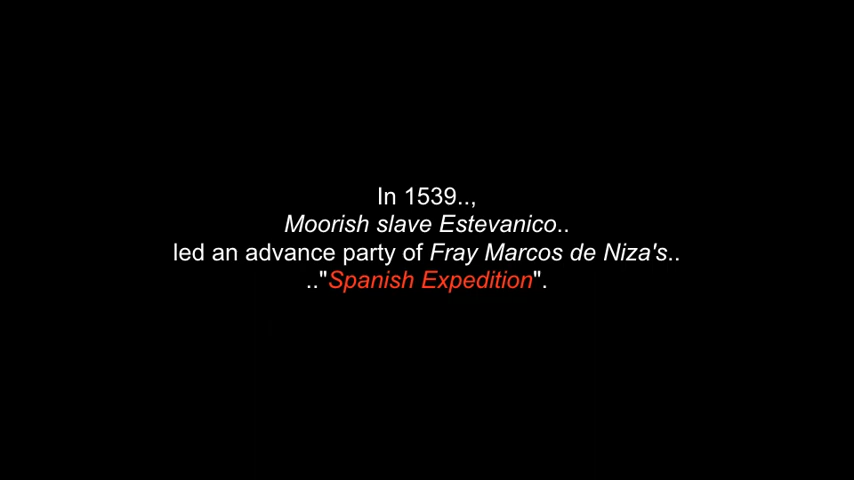 In 1539..,
Moorish slave Estevanico..
led an advance party of Fray Marcos de Niza's..
.."Spanish Expedition".